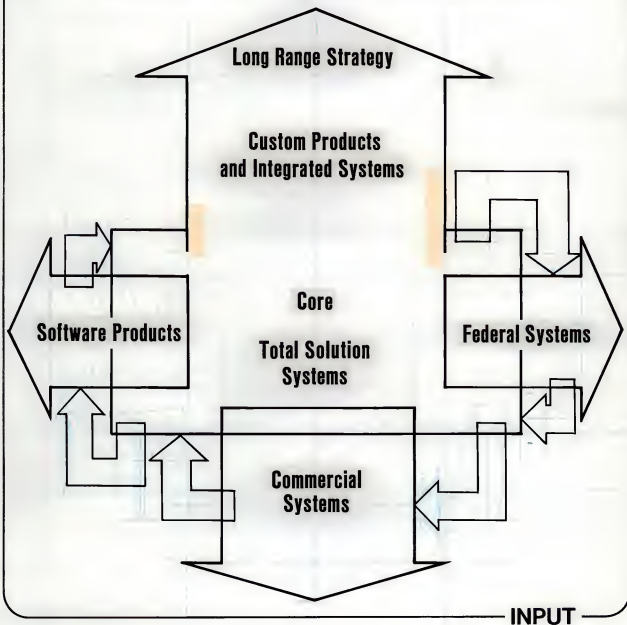 Long Range Strategy
Custom Products
and Integrated Systems
Core
Total Solution
Systems
Software Products
Federal Systems
Commercial
Systems
INPUT